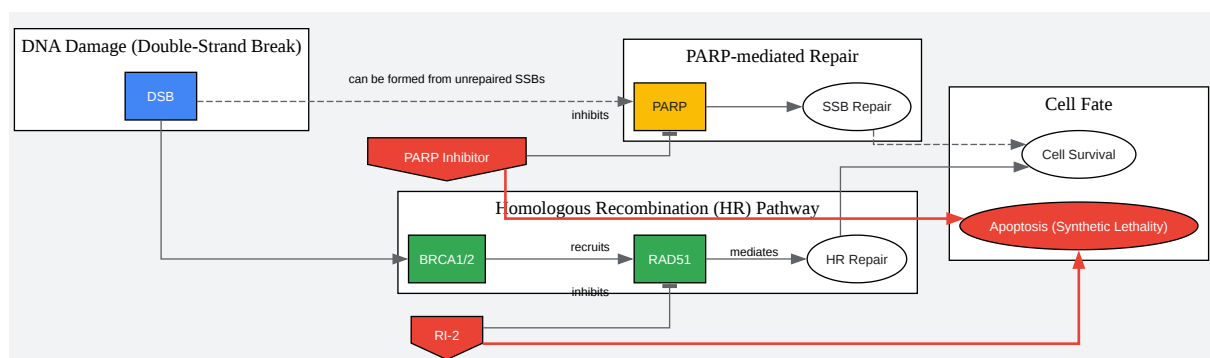 DNA Damage (Double-Strand Break)
DSB
can be formed from unrepaired SSBs
PARP-mediated Repair
PARP
SSB Repair
inhibits
PARP Inhibitor
Cell Fate
Cell Survival
Apoptosis (Synthetic Lethality)
Homologous Recombination (HR) Pathway
BRCA1/2
recruits
RAD51
mediates
HR Repair
inhibits
RI-2